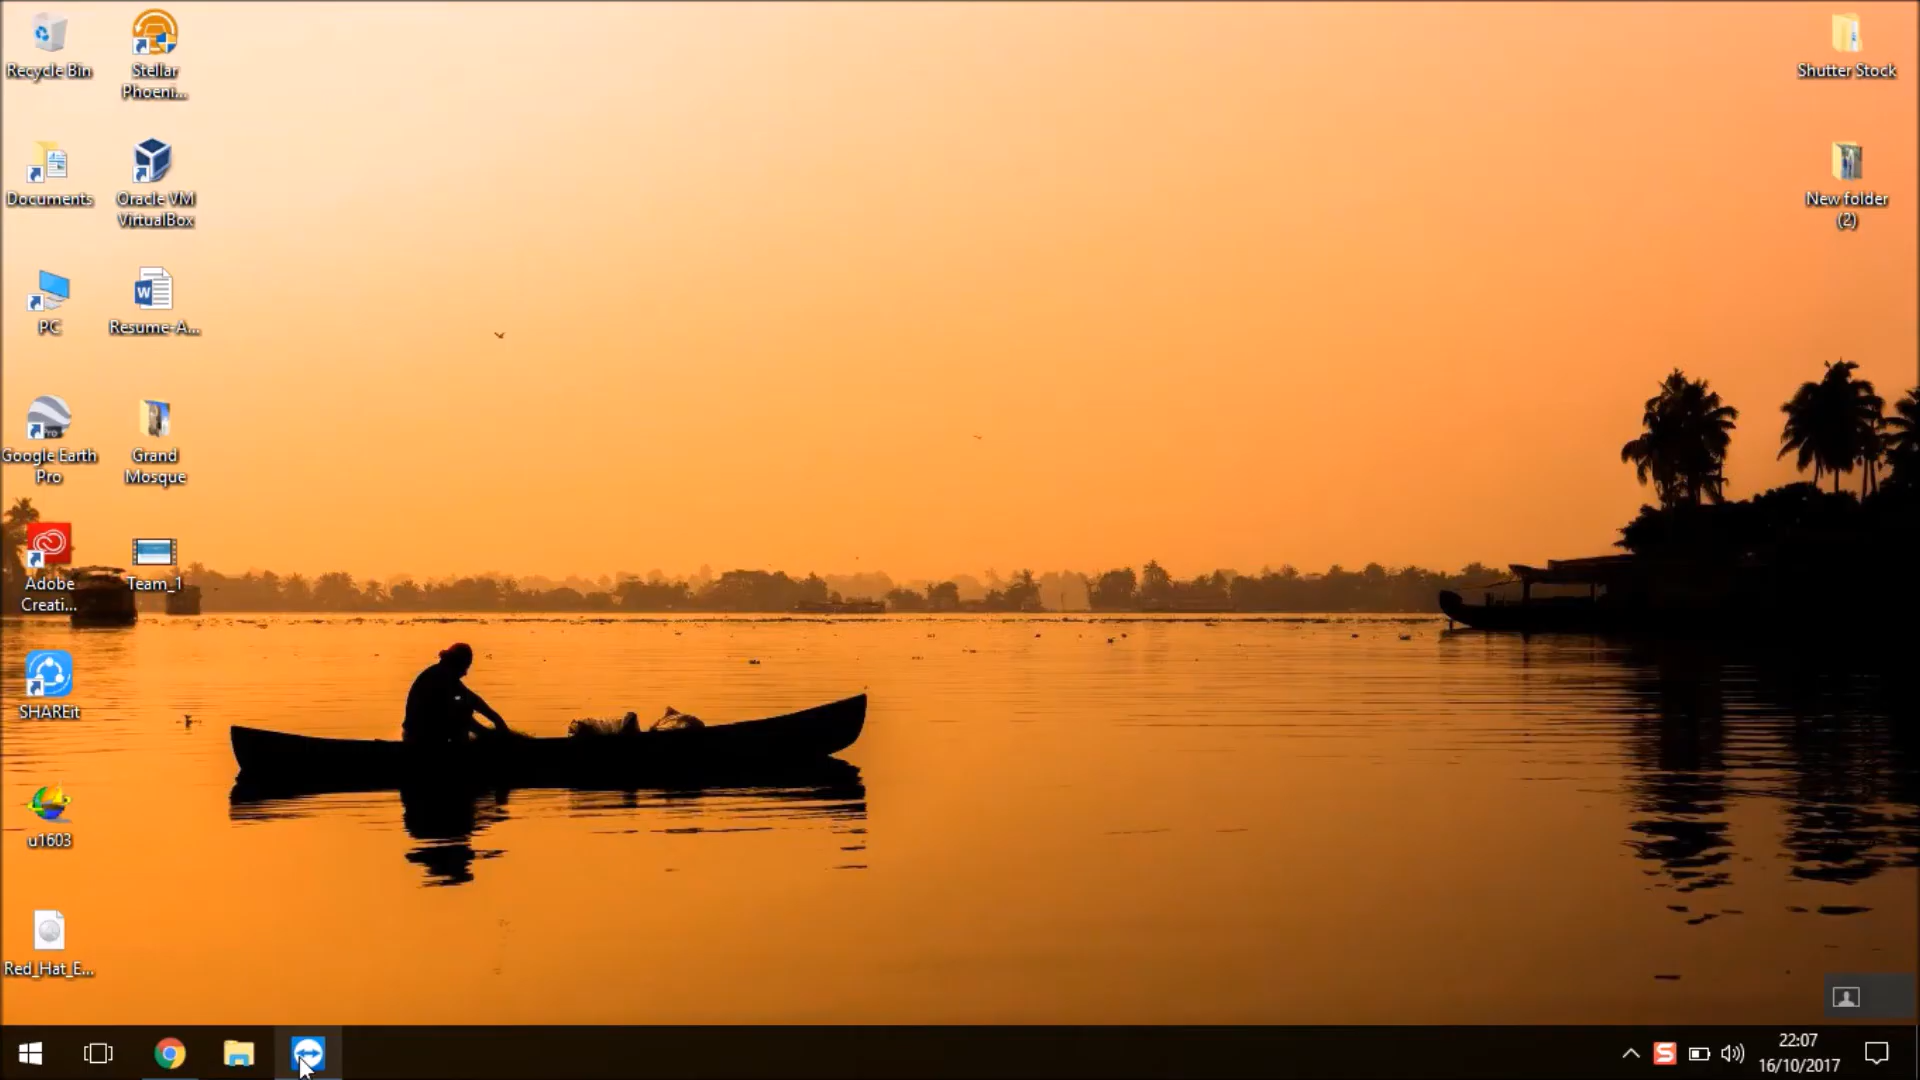 Recycle Bin
Stellar
Phoeni...
Documents
Oracle VM
VirtualBox
PC
Resume-A...
Google Earth
Pro
Grand
Mosque
Adobe
Creati...
Team_1
SHAREit
u1603
Red_Hat_E...
Shutter Stock
New folder
(2)
22:07
16/10/2017